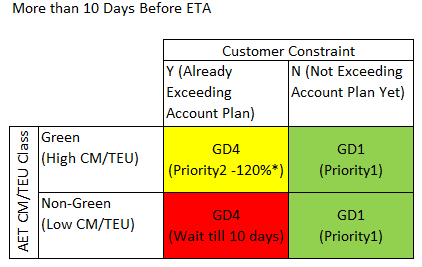 More than 10 Days Before ETA
Customer Constraint
Y (Already
Exceeding
Account Plan)
N (Not Exceeding
Account Plan Yet)
AET CM/TEU Class
Green
(High CM/TEU)
GD4
(Priority2 -120%*)
GD1
(Priority1)
Non-Green
(Low CM/TEU)
GD4
(Wait till 10 days)
GD1
(Priority1)